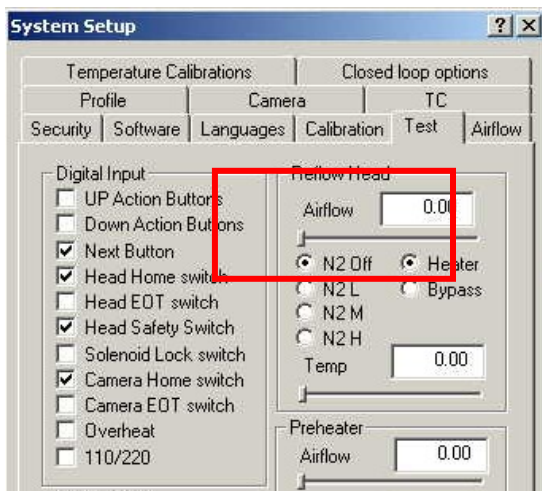 System Setup
Temperature Calibrations Closed loop options
Profile Camera TC
Security Software Languages Calibration Test Airflow
Digital Input
UP Action Buttons
Down Action Buttons
Next Button
Head Home switch
Head EOT switch
Head Safety Switch
Solenoid Lock switch
Camera Home switch
Camera EOT switch
Overheat
110/220
Reflow Head
Airflow 0.00
N2 Off Heater
N2 L Bypass
N2 M
N2 H
Temp 0.00
Preheater
Airflow 0.00